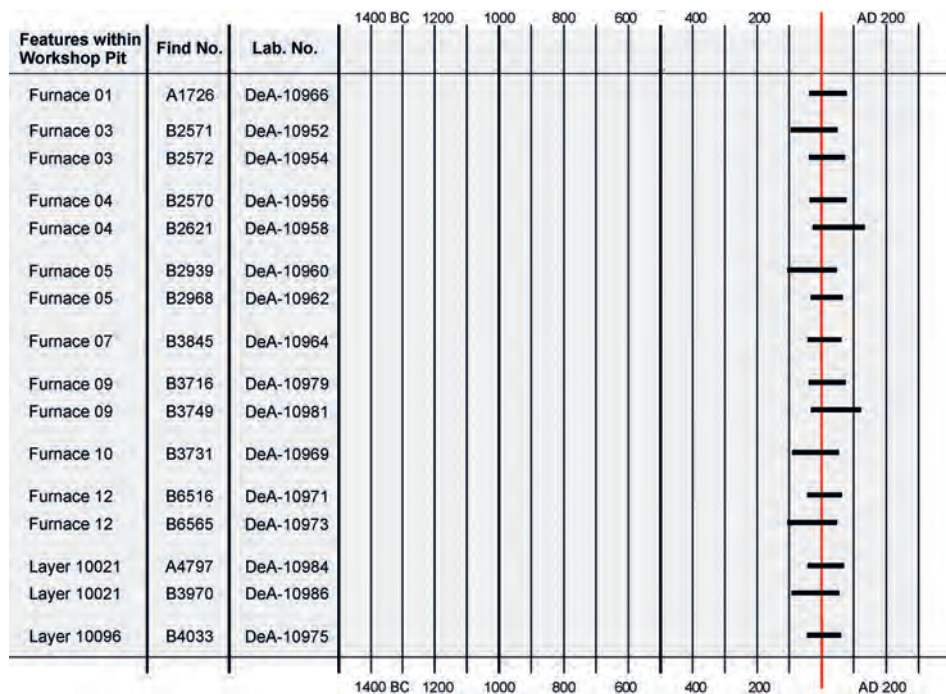 1400 BC 1200 1000 800 600 400 200 AD 200
Features within Workshop Pit Find No. Lab. No.
Furnace 01 A1726 DeA-10966
Furnace 03 B2571 DeA-10952
Furnace 03 B2572 DeA-10954
Furnace 04 B2570 DeA-10956
Furnace 04 B2621 DeA-10958
Furnace 05 B2939 DeA-10960
Furnace 05 B2968 DeA-10962
Furnace 07 B3845 DeA-10964
Furnace 09 B3716 DeA-10979
Furnace 09 B3749 DeA-10981
Furnace 10 B3731 DeA-10969
Furnace 12 B6516 DeA-10971
Furnace 12 B6565 DeA-10973
Layer 10021 A4797 DeA-10984
Layer 10021 B3970 DeA-10986
Layer 10096 B4033 DeA-10975
1400 BC 1200 1000 800 600 400 200 AD 200